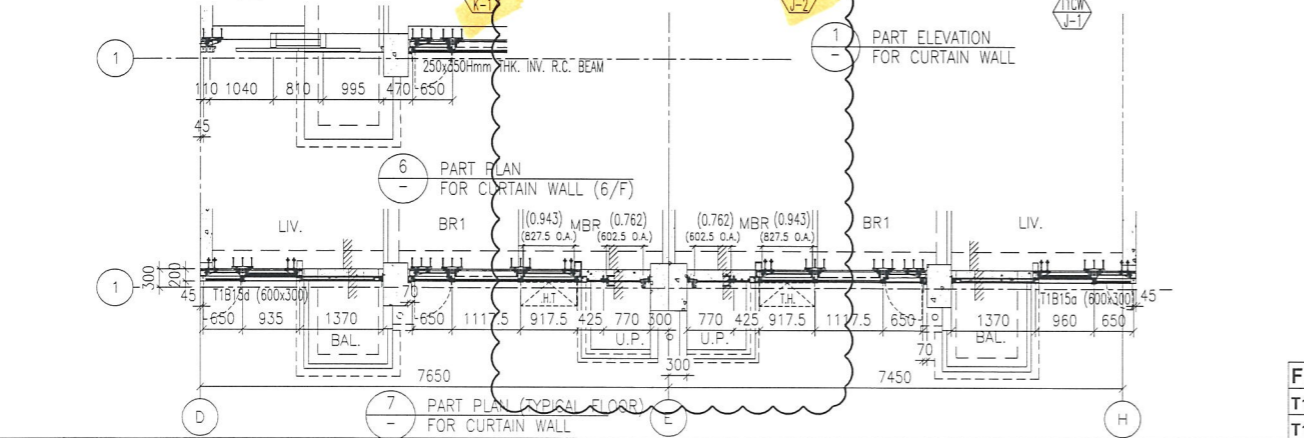 K-1
J-2
11CW
J-1
1
PART ELEVATION
-
FOR CURTAIN WALL
1
250x350Hmm THK. INV. R.C. BEAM
110 1040 810 995 470 650
45
6
PART PLAN
-
FOR CURTAIN WALL (6/F)
LIV. BR1 (0.943) MBR (0.762) (0.762) MBR (0.943) BR1 LIV.
(827.5 O.A.) (602.5 O.A.) (602.5 O.A.) (827.5 O.A.)
300 200
1
45 T1B15d (600x300) 70 H.T T.H. T1B15a (600x300) 45
650 935 1370 650 1117.5 917.5 425 770 300 770 425 917.5 1117.5 650 1370 960 650
BAL. U.P. U.P. BAL.
300 70
7650 7450
7
PART PLAN (TYPICAL FLOOR)
-
FOR CURTAIN WALL
D E H
F
T1
T1